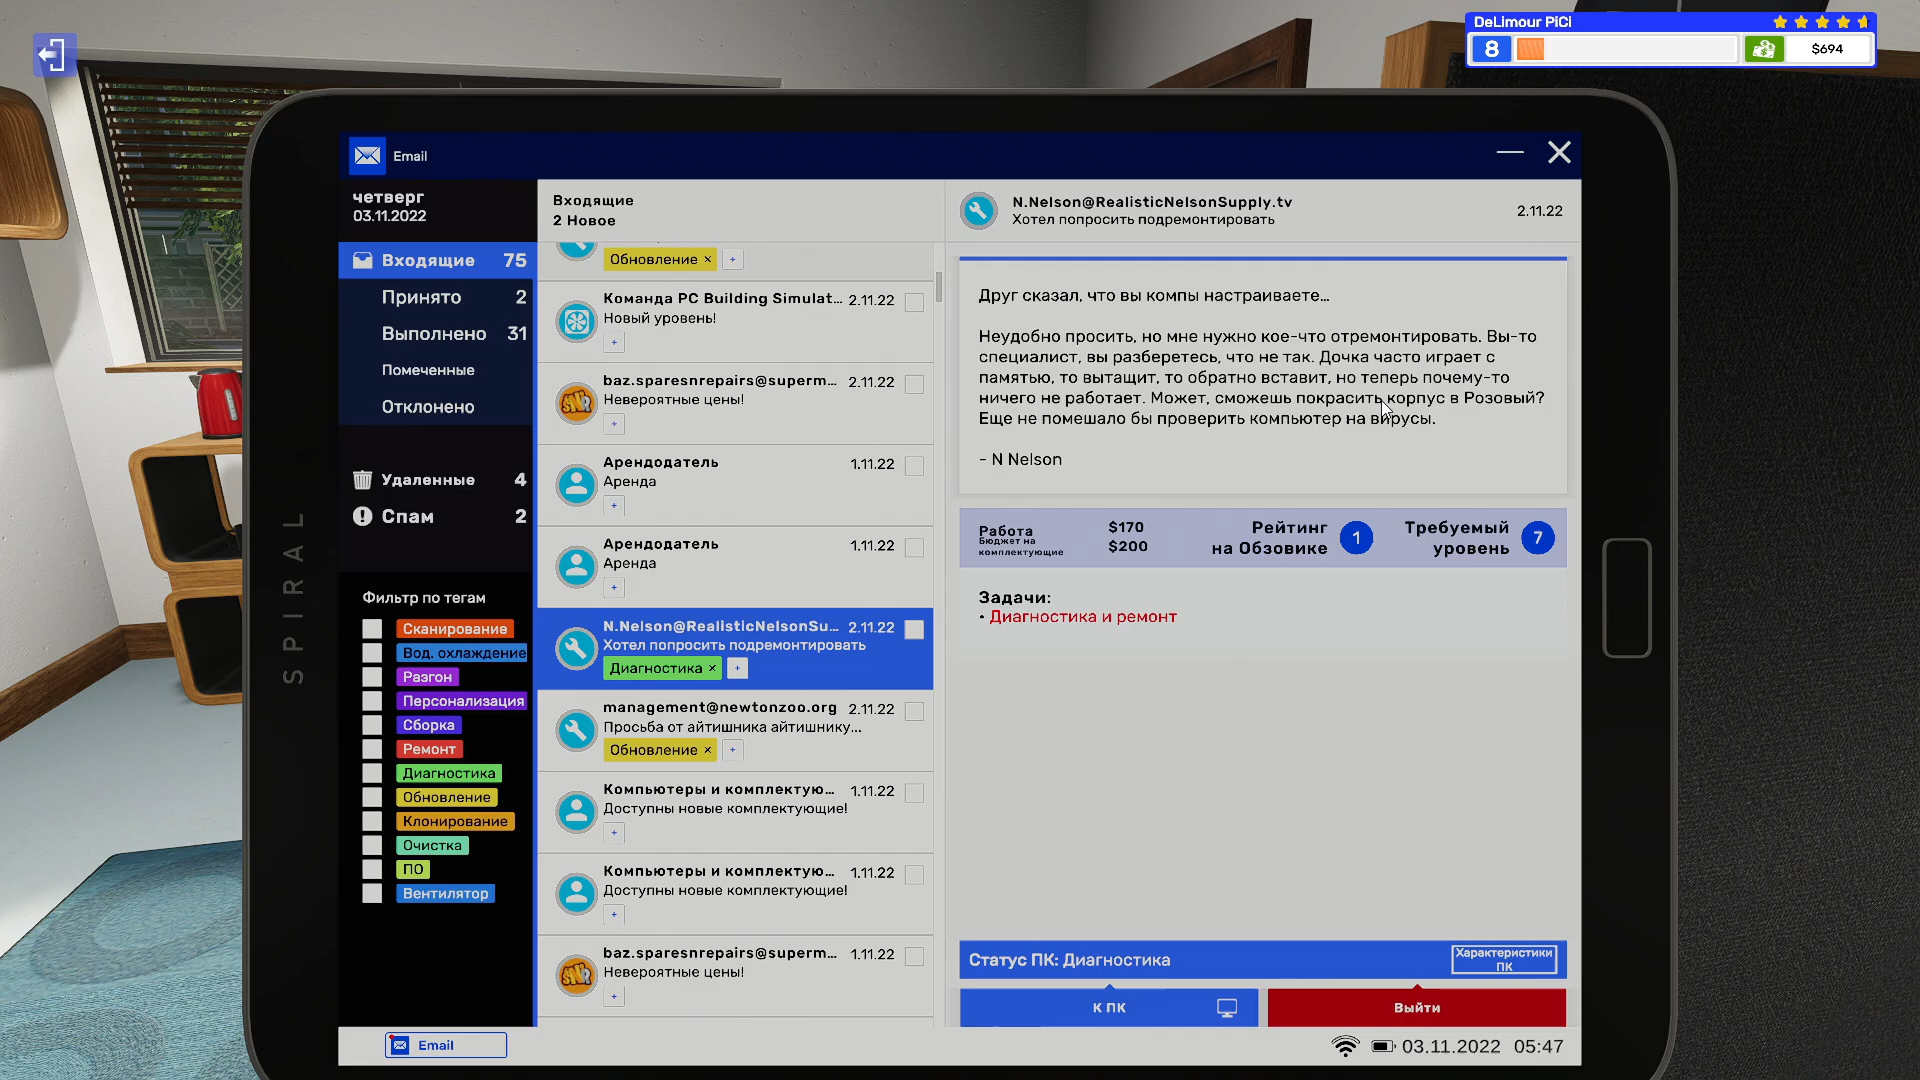 DeLimour PiCi
8
$694
Email
четверг
03.11.2022
Входящие 75
Принято 2
Выполнено 31
Помеченные
Отклонено
Удаленные 4
Спам 2
Фильтр по тегам
Сканирование
Вод. охлаждение
Разгон
Персонализация
Сборка
Ремонт
Диагностика
Обновление
Клонирование
Очистка
ПО
Вентилятор
Входящие
2 Новое
Обновление × +
Команда PC Building Simulat... 2.11.22
Новый уровень!
+
baz.sparesnrepairs@superm... 2.11.22
Невероятные цены!
+
Арендодатель 1.11.22
Аренда
+
Арендодатель 1.11.22
Аренда
+
N.Nelson@RealisticNelsonSu... 2.11.22
Хотел попросить подремонтировать
Диагностика × +
management@newtonzoo.org 2.11.22
Просьба от айтишника айтишнику...
Обновление × +
Компьютеры и комплектую... 1.11.22
Доступны новые комплектующие!
+
Компьютеры и комплектую... 1.11.22
Доступны новые комплектующие!
+
baz.sparesnrepairs@superm... 1.11.22
Невероятные цены!
+
N.Nelson@RealisticNelsonSupply.tv
Хотел попросить подремонтировать
2.11.22
Друг сказал, что вы компы настраиваете...
Неудобно просить, но мне нужно кое-что отремонтировать. Вы-то
специалист, вы разберетесь, что не так. Дочка часто играет с
памятью, то вытащит, то обратно вставит, но теперь почему-то
ничего не работает. Может, сможешь покрасить корпус в Розовый?
Еще не помешало бы проверить компьютер на вирусы.
- N Nelson
Работа $170
Бюджет на
комплектующие $200
Рейтинг
на Обзовике 1
Требуемый
уровень 7
Задачи:
• Диагностика и ремонт
Статус ПК: Диагностика
Характеристики
ПК
К ПК
Выйти
Email
03.11.2022 05:47
SPIRAL